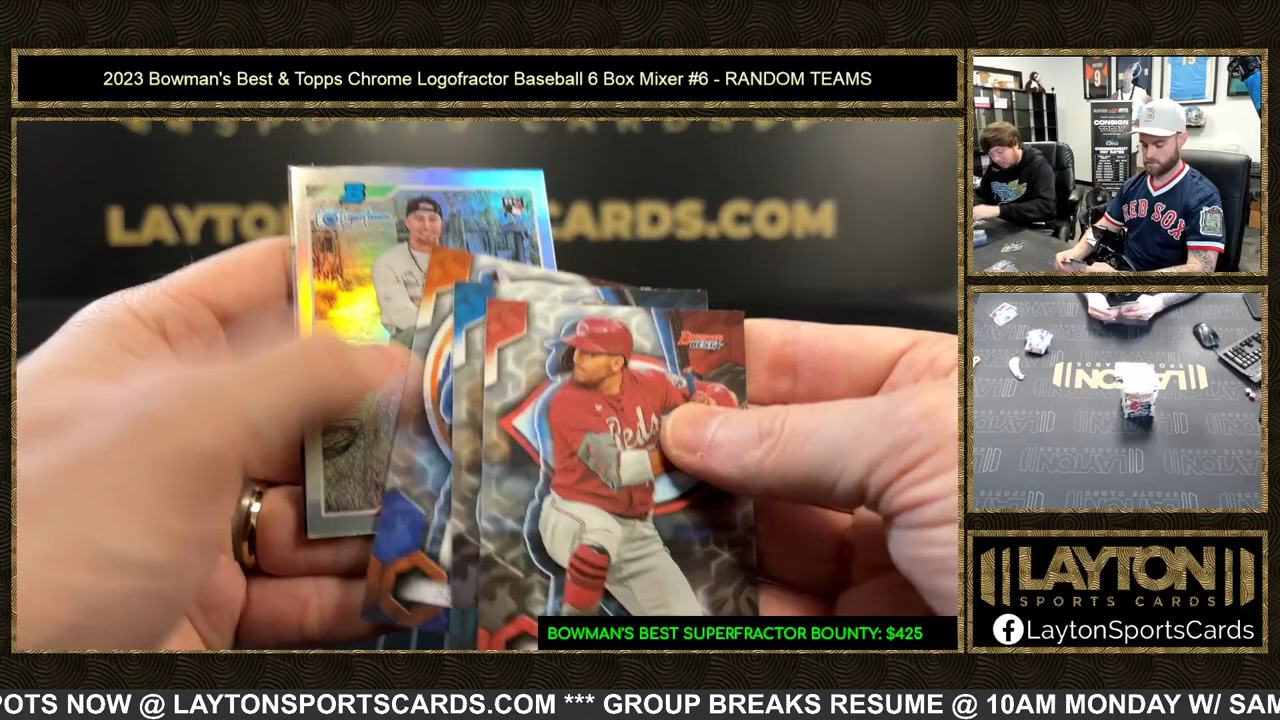 2023 Bowman's Best & Topps Chrome Logofractor Baseball 6 Box Mixer #6 - RANDOM TEAMS
LAYTON
CARDS.COM
BOWMAN'S BEST
Reds
CONSIGN
TODAY
RED SOX
LAYTON
LAYTON
SPORTS CARDS
LaytonSportsCards
BOWMAN'S BEST SUPERFRACTOR BOUNTY: $425
POTS NOW @ LAYTONSPORTSCARDS.COM *** GROUP BREAKS RESUME @ 10AM MONDAY W/ SAM